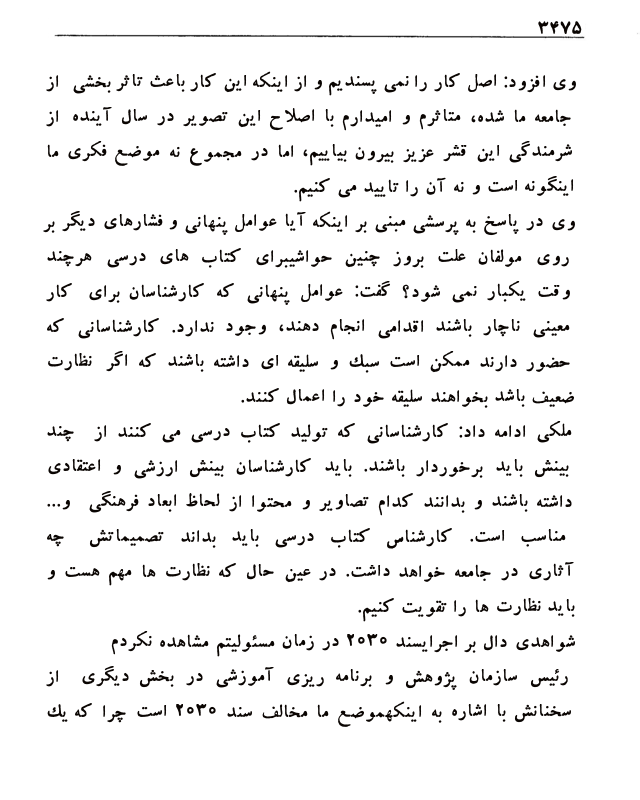 ۳۴۷۵
وی افزود: اصل کار را نمی پسندیم و از اینکه این کار باعث تاثر بخشی از
جامعه ما شده، متاثرم و امیدارم با اصلاح این تصویر در سال آینده از
شرمندگی این قشر عزیز بیرون بیاییم، اما در مجموع نه موضع فکری ما
اینگونه است و نه آن را تایید می کنیم.
وی در پاسخ به پرسشی مبنی بر اینکه آیا عوامل پنهانی و فشارهای دیگر بر
روی مولفان علت بروز چنین حواشیبرای کتاب های درسی هرچند
وقت یکبار نمی شود؟ گفت: عوامل پنهانی که کارشناسان برای کار
معینی ناچار باشند اقدامی انجام دهند، وجود ندارد. کارشناسانی که
حضور دارند ممکن است سبک و سلیقه ای داشته باشند که اگر نظارت
ضعیف باشد بخواهند سلیقه خود را اعمال کنند.
ملکی ادامه داد: کارشناسانی که تولید کتاب درسی می کنند از چند
بینش باید برخوردار باشند. باید کارشناسان بینش ارزشی و اعتقادی
داشته باشند و بدانند کدام تصاویر و محتوا از لحاظ ابعاد فرهنگی و...
مناسب است. کارشناس کتاب درسی باید بداند تصمیماتش چه
آثاری در جامعه خواهد داشت. در عین حال که نظارت ها مهم هست و
باید نظارت ها را تقویت کنیم.
شواهدی دال بر اجرایسند ۲۰۳۰ در زمان مسئولیتم مشاهده نکردم
رئیس سازمان پژوهش و برنامه ریزی آموزشی در بخش دیگری از
سخنانش با اشاره به اینکهموضع ما مخالف سند ۲۰۳۰ است چرا که یک